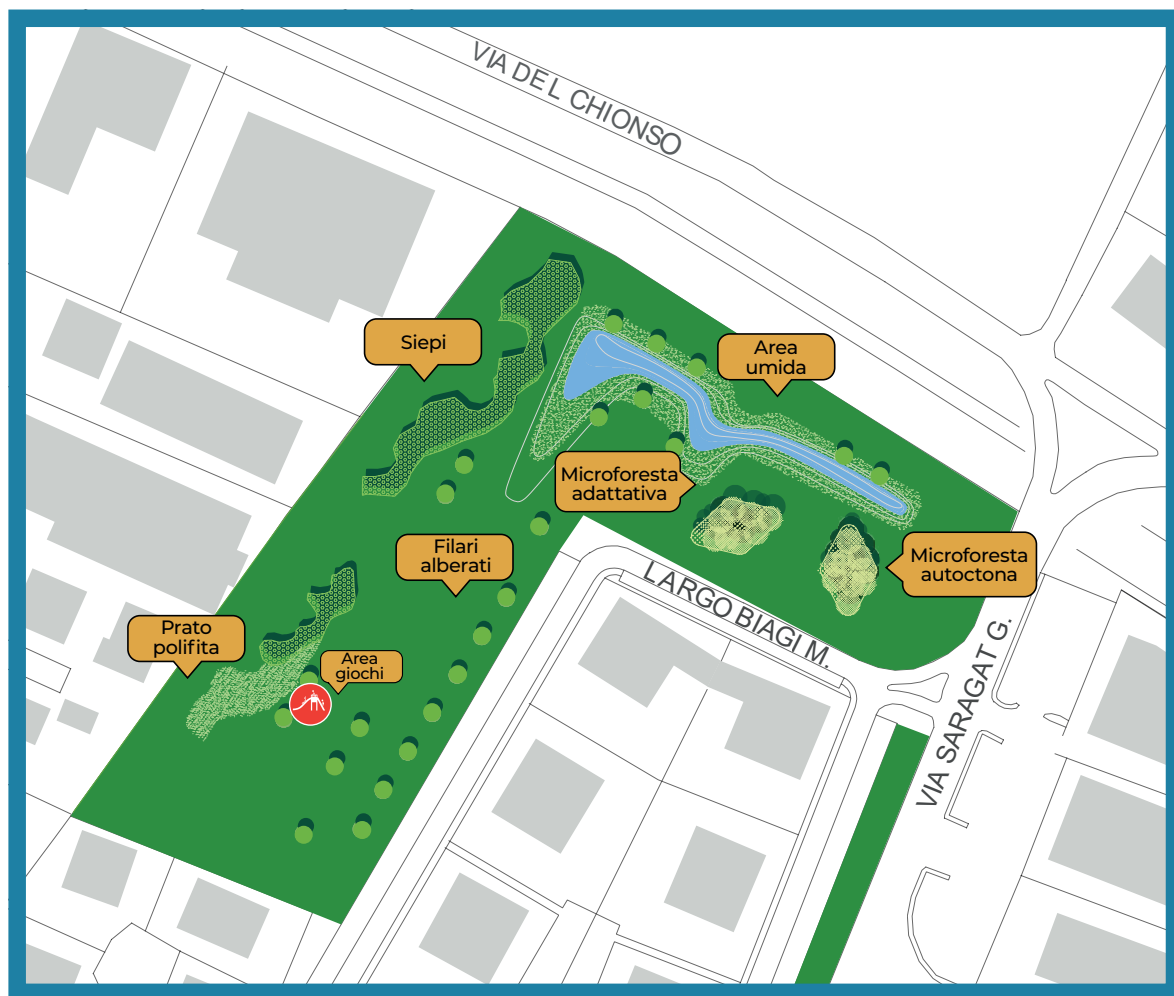 VIA DEL CHIONSO
Siepi
Area
umida
Microforesta
adattativa
Filari
alberati
Microforesta
autoctona
LARGO BIAGI M.
Prato
polifita
Area
giochi
VIA SARAGAT G.